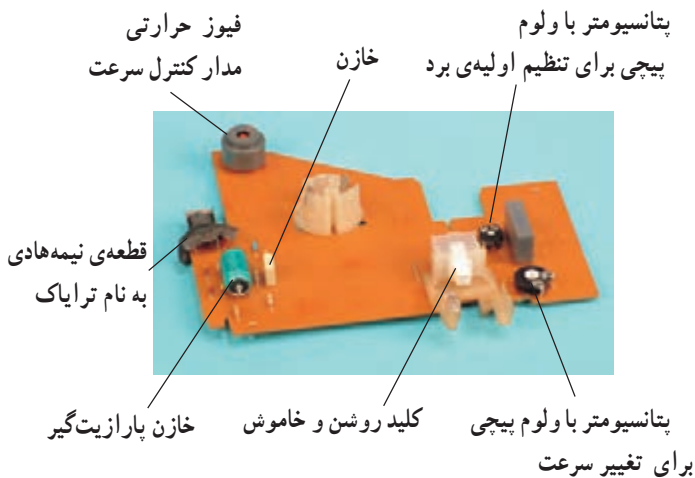 پتانسیومتر با ولوم
پیچی برای تنظیم اولیه‌ی برد
خازن
فیوز حرارتی
مدار کنترل سرعت
قطعه‌ی نیمه‌هادی
به نام ترایاک
خازن پارازیت‌گیر
کلید روشن و خاموش
پتانسیومتر با ولوم پیچی
برای تغییر سرعت